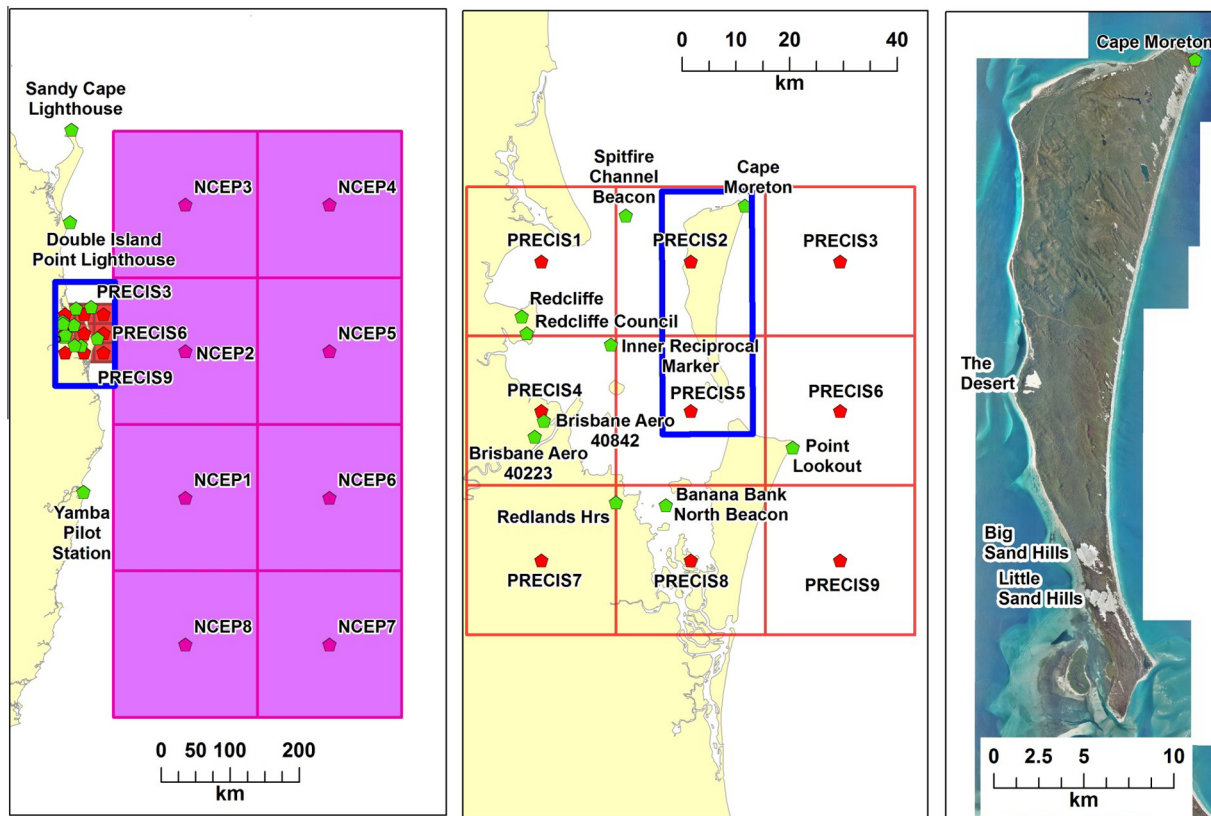 Sandy Cape
Lighthouse
NCEP3
NCEP4
Double Island
Point Lighthouse
PRECIS3
PRECIS6
NCEP2
NCEP5
PRECIS9
Yamba
Pilot
Station
NCEP1
NCEP6
NCEP8
NCEP7
0 50 100 200
km
0 10 20 40
km
Spitfire
Channel
Beacon
Cape
Moreton
PRECIS1
PRECIS2
PRECIS3
Redcliffe
Redcliffe Council
Inner Reciprocal
Marker
PRECIS4
PRECIS5
PRECIS6
Brisbane Aero
40842
Brisbane Aero
40223
Point
Lookout
Redlands Hrs
Banana Bank
North Beacon
PRECIS7
PRECIS8
PRECIS9
Cape Moreton
The
Desert
Big
Sand Hills
Little
Sand Hills
0 2.5 5 10
km